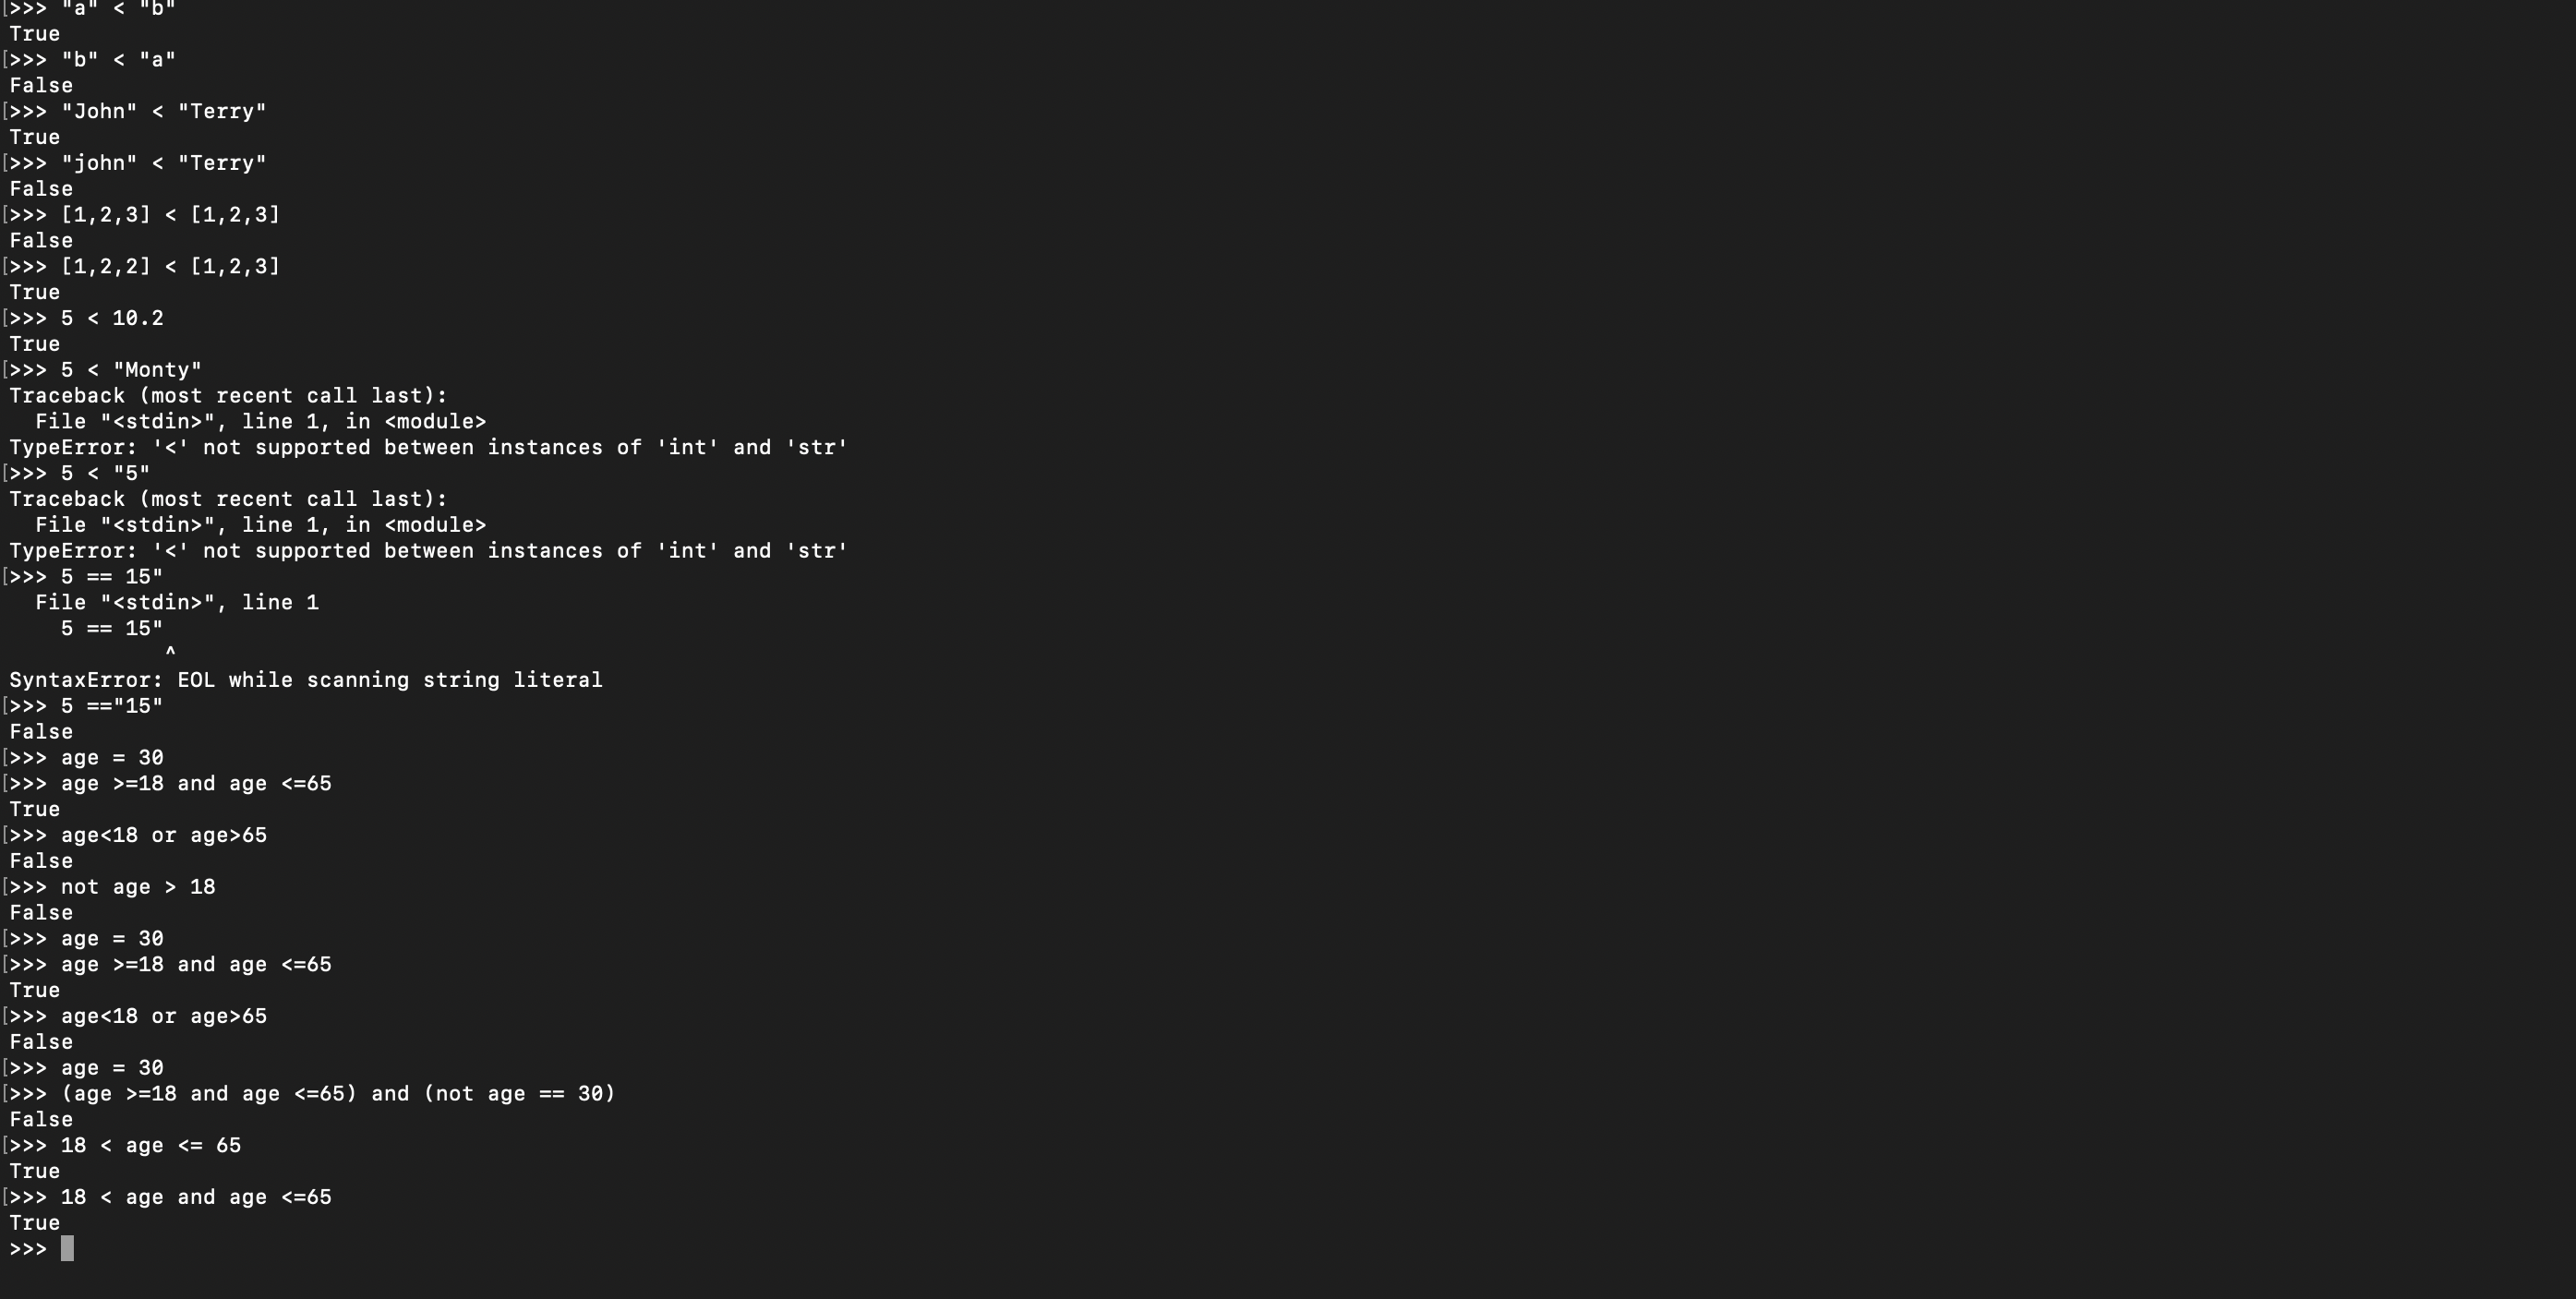 [>>> "a" < "b"
True
[>>> "b" < "a"
False
[>>> "John" < "Terry"
True
[>>> "john" < "Terry"
False
[>>> [1,2,3] < [1,2,3]
False
[>>> [1,2,2] < [1,2,3]
True
[>>> 5 < 10.2
True
[>>> 5 < "Monty"
Traceback (most recent call last):
  File "<stdin>", line 1, in <module>
TypeError: '<' not supported between instances of 'int' and 'str'
[>>> 5 < "5"
Traceback (most recent call last):
  File "<stdin>", line 1, in <module>
TypeError: '<' not supported between instances of 'int' and 'str'
[>>> 5 == 15"
  File "<stdin>", line 1
    5 == 15"
            ^
SyntaxError: EOL while scanning string literal
[>>> 5 =="15"
False
[>>> age = 30
[>>> age >=18 and age <=65
True
[>>> age<18 or age>65
False
[>>> not age > 18
False
[>>> age = 30
[>>> age >=18 and age <=65
True
[>>> age<18 or age>65
False
[>>> age = 30
[>>> (age >=18 and age <=65) and (not age == 30)
False
[>>> 18 < age <= 65
True
[>>> 18 < age and age <=65
True
>>>